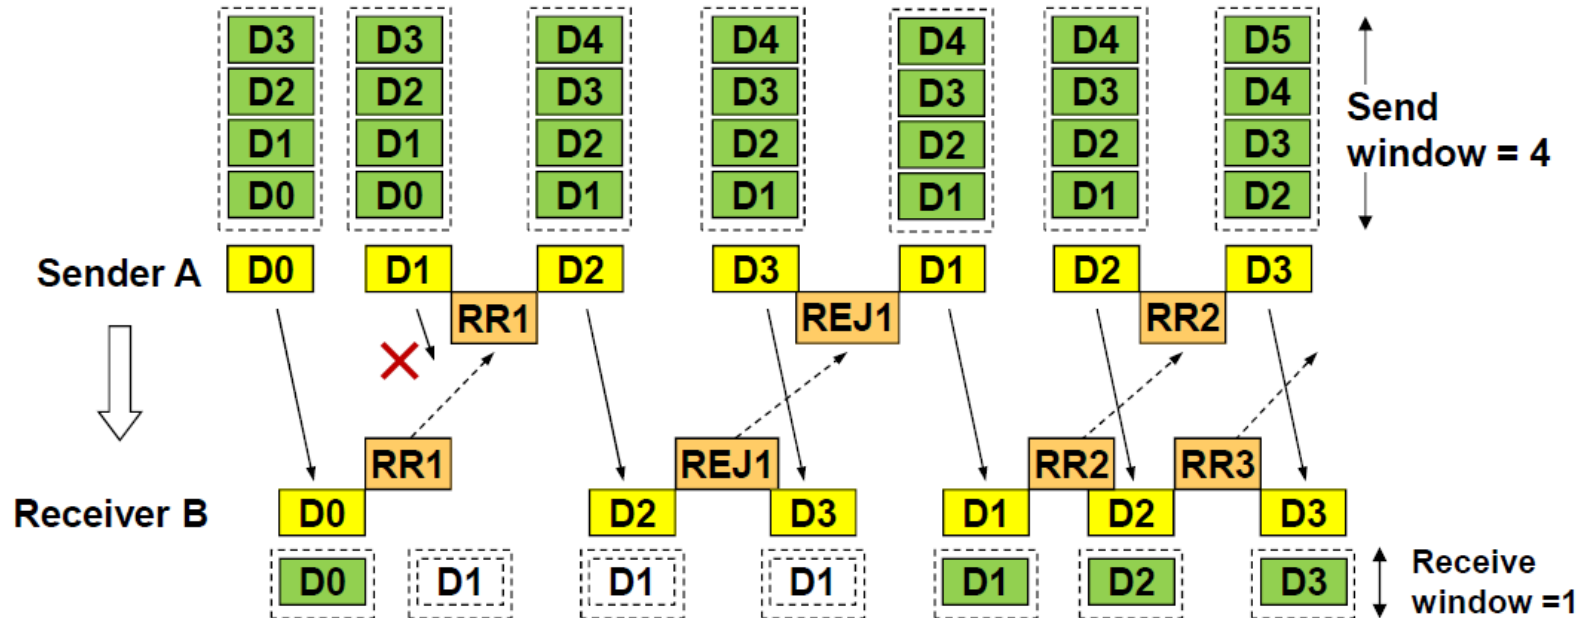 D3 D3 D4 D4 D4 D4 D5
D2 D2 D3 D3 D3 D3 D4
D1 D1 D2 D2 D2 D2 D3
D0 D0 D1 D1 D1 D1 D2
Send
window = 4
Sender A D0 D1 D2 D3 D1 D2 D3
RR1 REJ1 RR2
RR1 REJ1 RR2 RR3
Receiver B D0 D2 D3 D1 D2 D3
D0 D1 D1 D1 D1 D2 D3
Receive
window =1